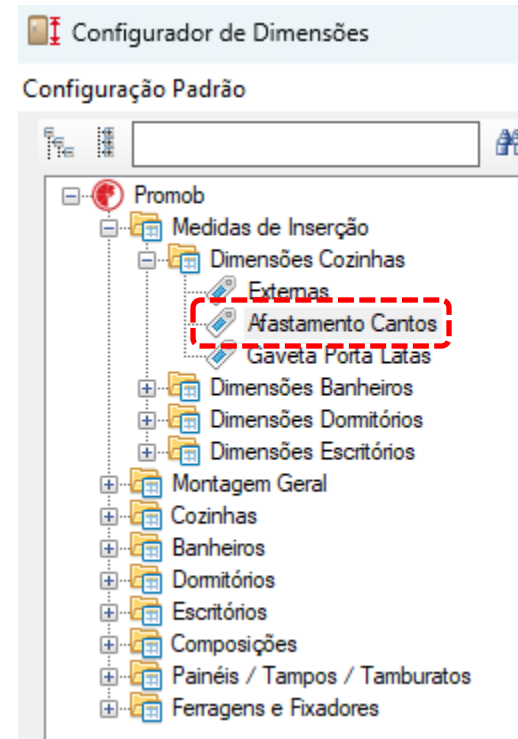 Configurador de Dimensões
Configuração Padrão
Promob
Medidas de Inserção
Dimensões Cozinhas
Externas
Afastamento Cantos
Gaveta Porta Latas
Dimensões Banheiros
Dimensões Dormitórios
Dimensões Escritórios
Montagem Geral
Cozinhas
Banheiros
Dormitórios
Escritórios
Composições
Painéis / Tampos / Tamburatos
Ferragens e Fixadores